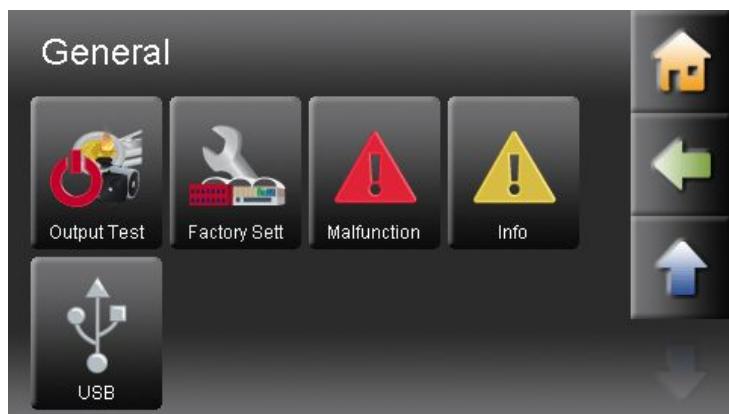 General
Output Test
Factory Sett
Malfunction
Info
USB